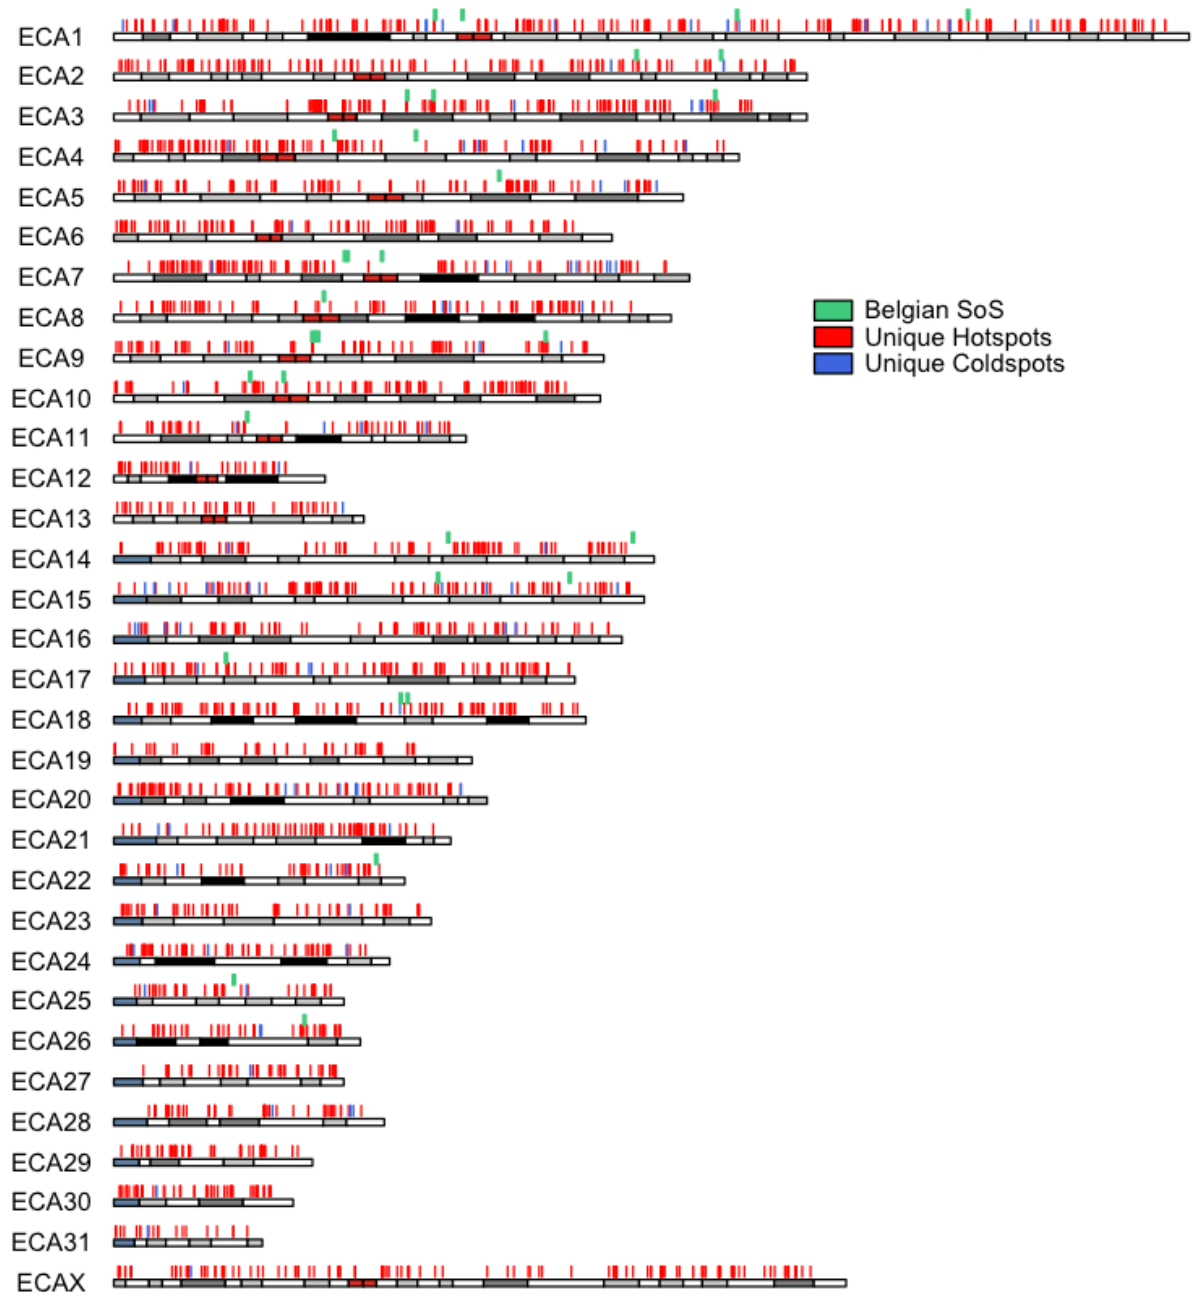 ECA1
ECA2
ECA3
ECA4
ECA5
ECA6
ECA7
ECA8
Belgian SoS
Unique Hotspots
Unique Coldspots
ECA9
ECA10
ECA11
ECA12
ECA13
ECA14
ECA15
ECA16
ECA17
ECA18
ECA19
ECA20
ECA21
ECA22
ECA23
ECA24
ECA25
ECA26
ECA27
ECA28
ECA29
ECA30
ECA31
ECAX